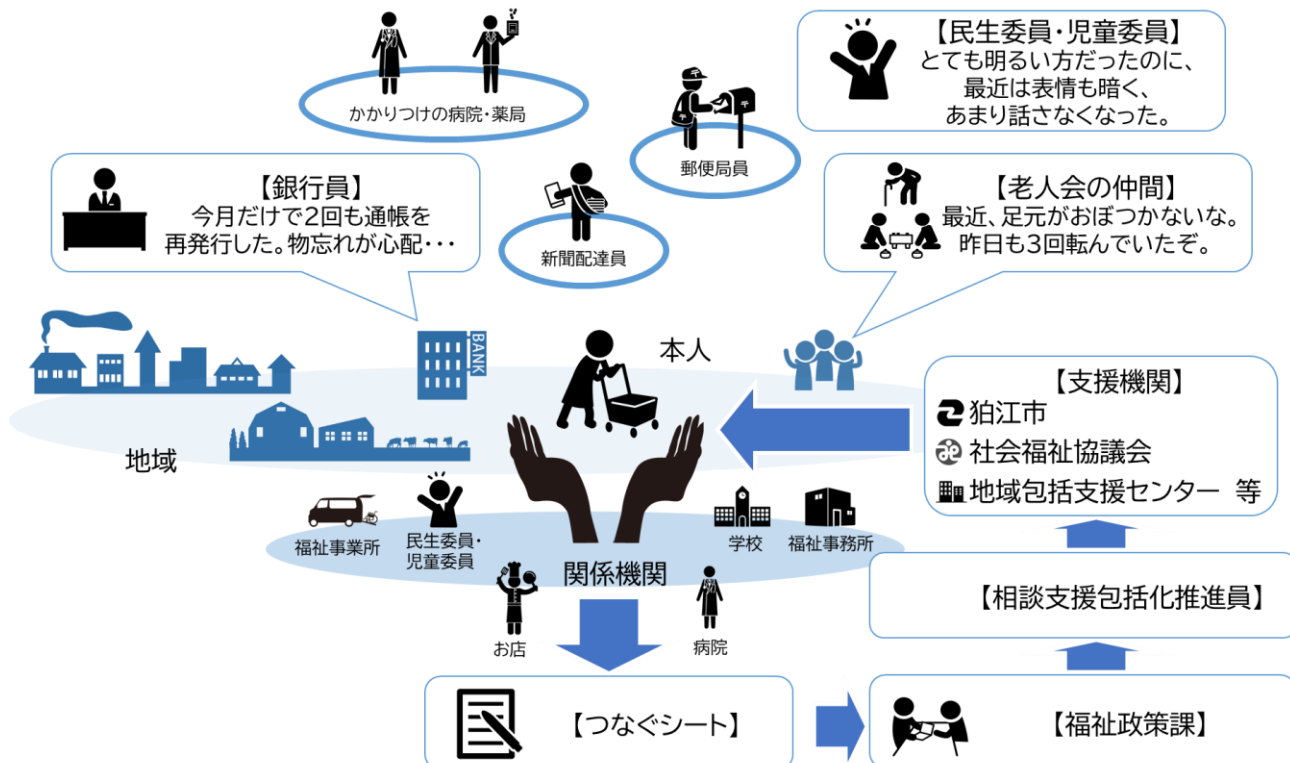 かかりつけの病院・薬局
郵便局員
新聞配達員
【民生委員・児童委員】
とても明るい方だったのに、
最近は表情も暗く、
あまり話さなくなった。
【銀行員】
今月だけで2回も通帳を
再発行した。物忘れが心配・・・
【老人会の仲間】
最近、足元がおぼつかないな。
昨日も3回転んでいたぞ。
BANK
本人
地域
【支援機関】
狛江市
社会福祉協議会
地域包括支援センター 等
福祉事業所
民生委員・
児童委員
学校
福祉事務所
関係機関
お店
病院
【相談支援包括化推進員】
【つなぐシート】
【福祉政策課】